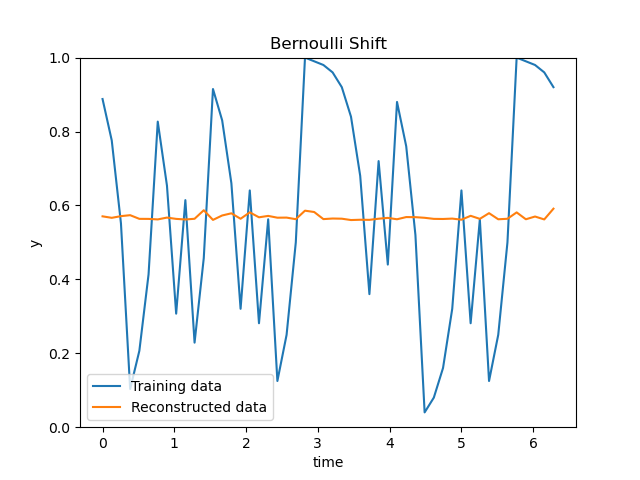 Bernoulli Shift
1.0
0.8
0.6
0.4
0.2
0.0
y
Training data
Reconstructed data
0 1 2 3 4 5 6
time